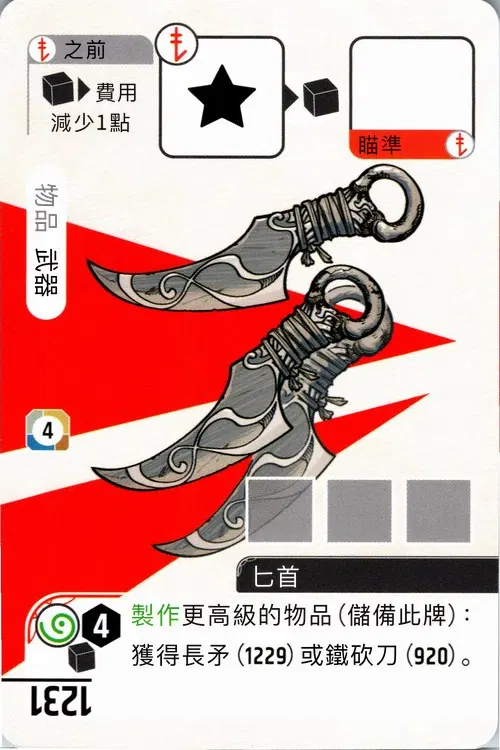 之前
費用
減少1點
瞄準
物品 武器
4
匕首
4
製作更高級的物品(儲備此牌)：
獲得長矛(1229)或鐵砍刀(920)。
1231